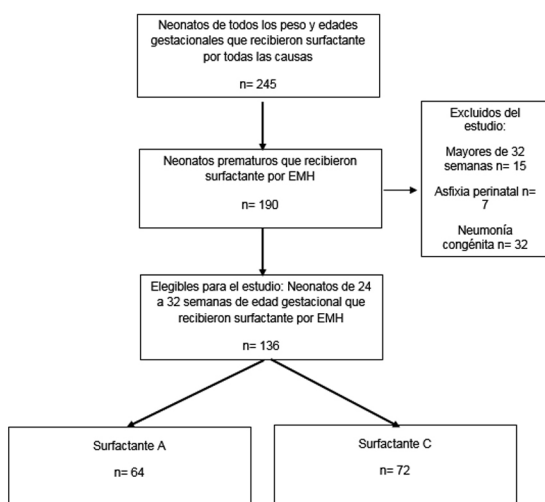 Neonatos de todos los peso y edades
gestacionales que recibieron surfactante
por todas las causas
n= 245
Excluidos del
estudio:
Mayores de 32
semanas n= 15
Asfixia perinatal n=
7
Neumonía
congénita n= 32
Neonatos prematuros que recibieron
surfactante por EMH
n= 190
Elegibles para el estudio: Neonatos de 24
a 32 semanas de edad gestacional que
recibieron surfactante por EMH
n= 136
Surfactante A
n= 64
Surfactante C
n= 72